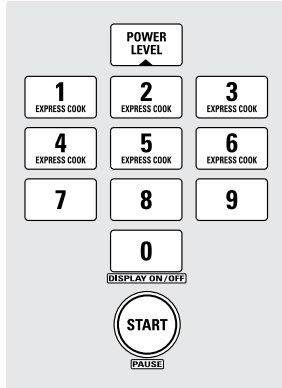 POWER
LEVEL
1 2 3
EXPRESS COOK EXPRESS COOK EXPRESS COOK
4 5 6
EXPRESS COOK EXPRESS COOK EXPRESS COOK
7 8 9
0
DISPLAY ON/OFF
START
PAUSE